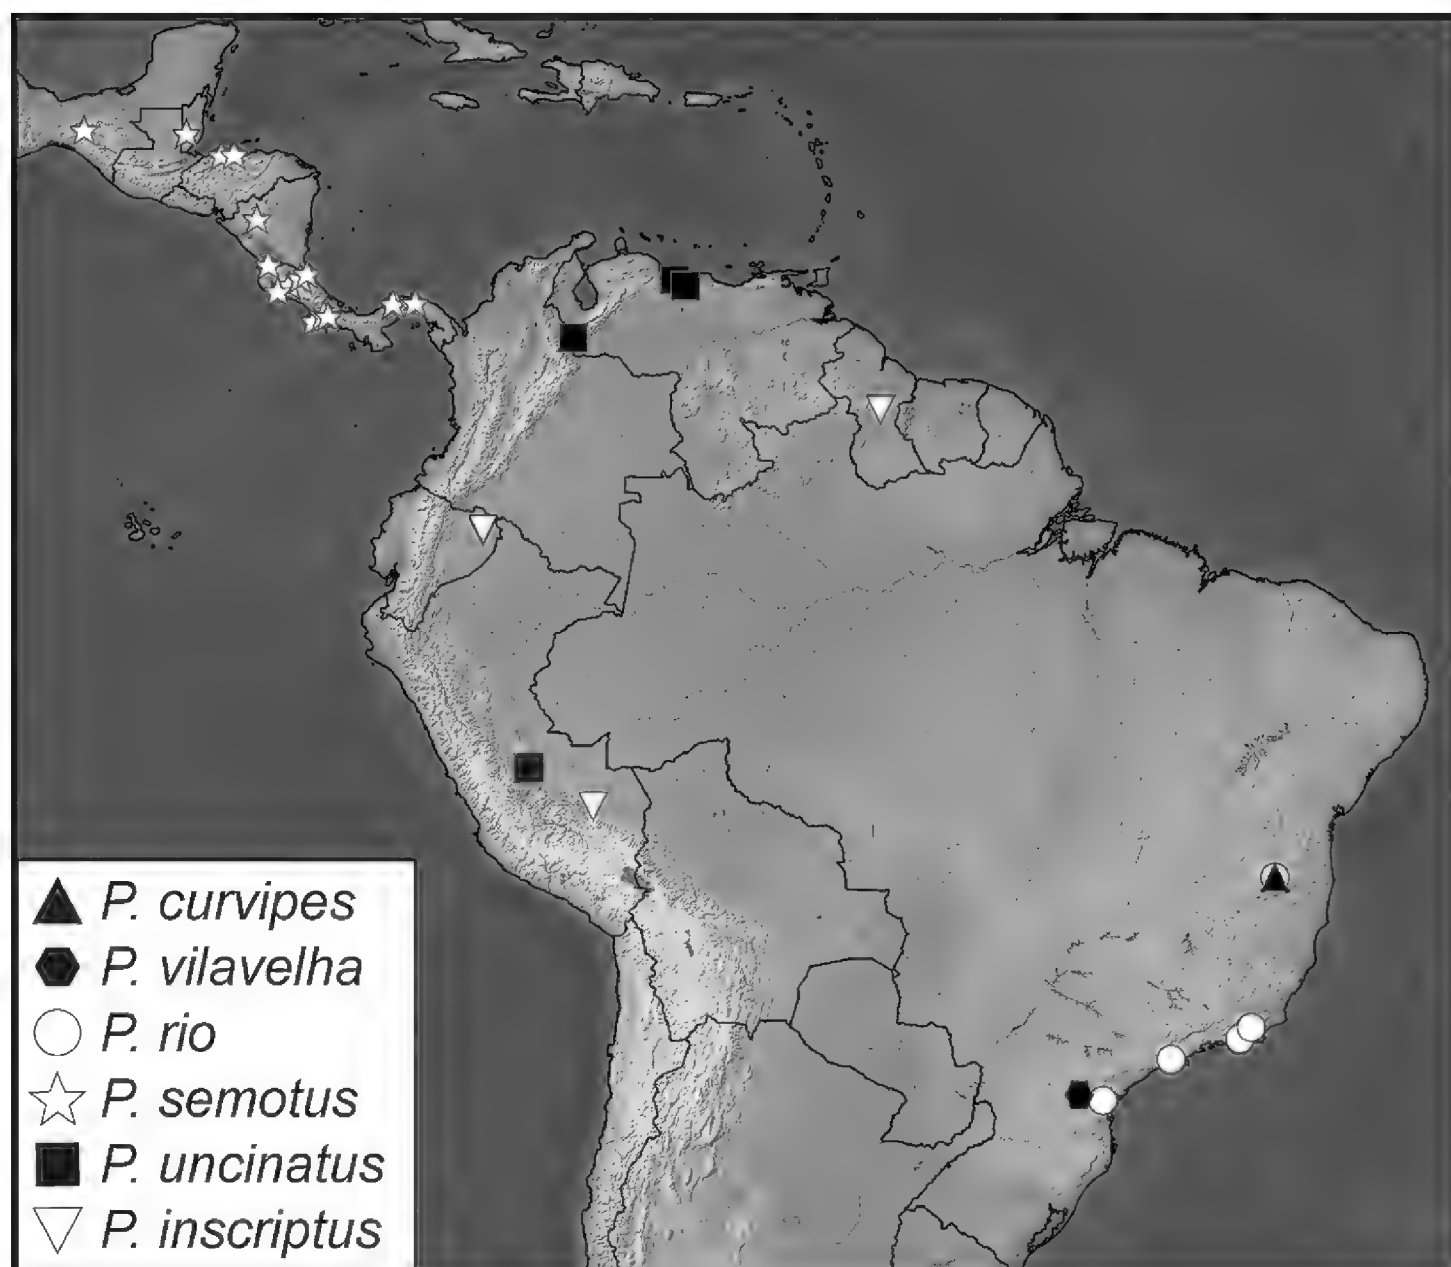 P. curvipes
P. vilavelha
P. rio
P. semotus
P. uncinatus
P. inscriptus